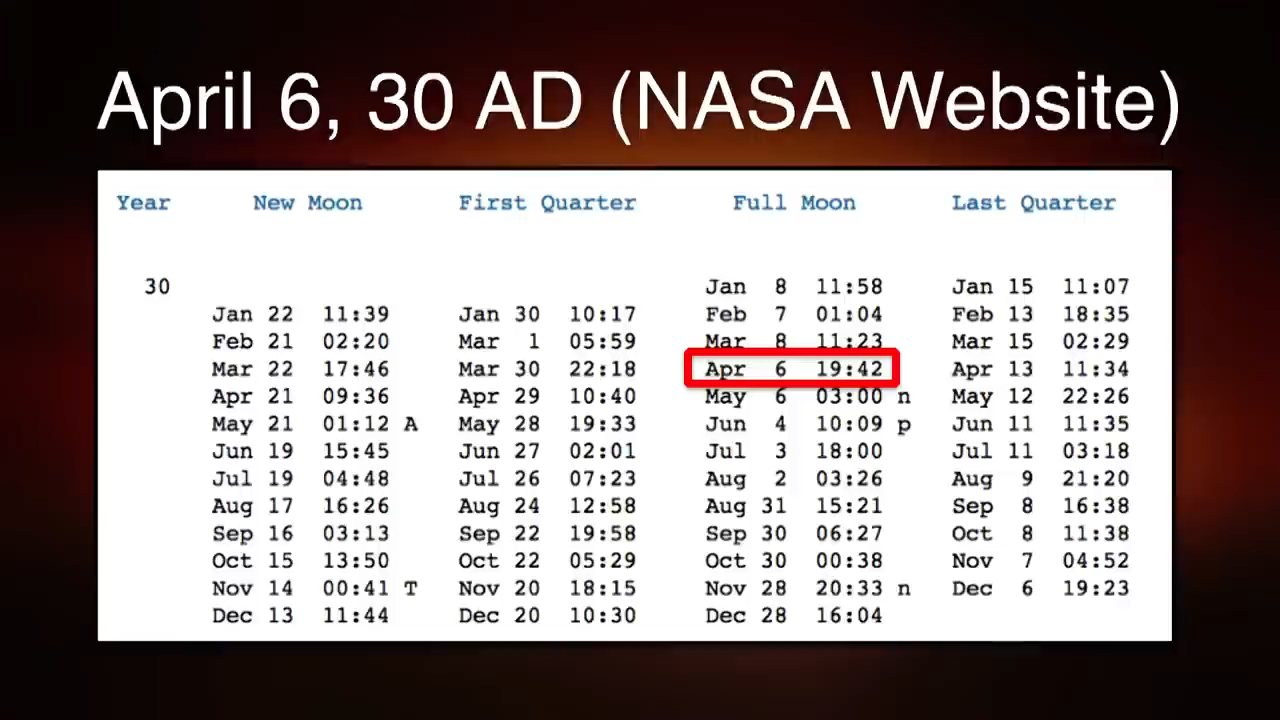 April 6, 30 AD (NASA Website)
Year New Moon First Quarter Full Moon Last Quarter
30 Jan 8 11:58 Jan 15 11:07
Jan 22 11:39 Jan 30 10:17 Feb 7 01:04 Feb 13 18:35
Feb 21 02:20 Mar 1 05:59 Mar 8 11:23 Mar 15 02:29
Mar 22 17:46 Mar 30 22:18 Apr 6 19:42 Apr 13 11:34
Apr 21 09:36 Apr 29 10:40 May 6 03:00 n May 12 22:26
May 21 01:12 A May 28 19:33 Jun 4 10:09 p Jun 11 11:35
Jun 19 15:45 Jun 27 02:01 Jul 3 18:00 Jul 11 03:18
Jul 19 04:48 Jul 26 07:23 Aug 2 03:26 Aug 9 21:20
Aug 17 16:26 Aug 24 12:58 Aug 31 15:21 Sep 8 16:38
Sep 16 03:13 Sep 22 19:58 Sep 30 06:27 Oct 8 11:38
Oct 15 13:50 Oct 22 05:29 Oct 30 00:38 Nov 7 04:52
Nov 14 00:41 T Nov 20 18:15 Nov 28 20:33 n Dec 6 19:23
Dec 13 11:44 Dec 20 10:30 Dec 28 16:04